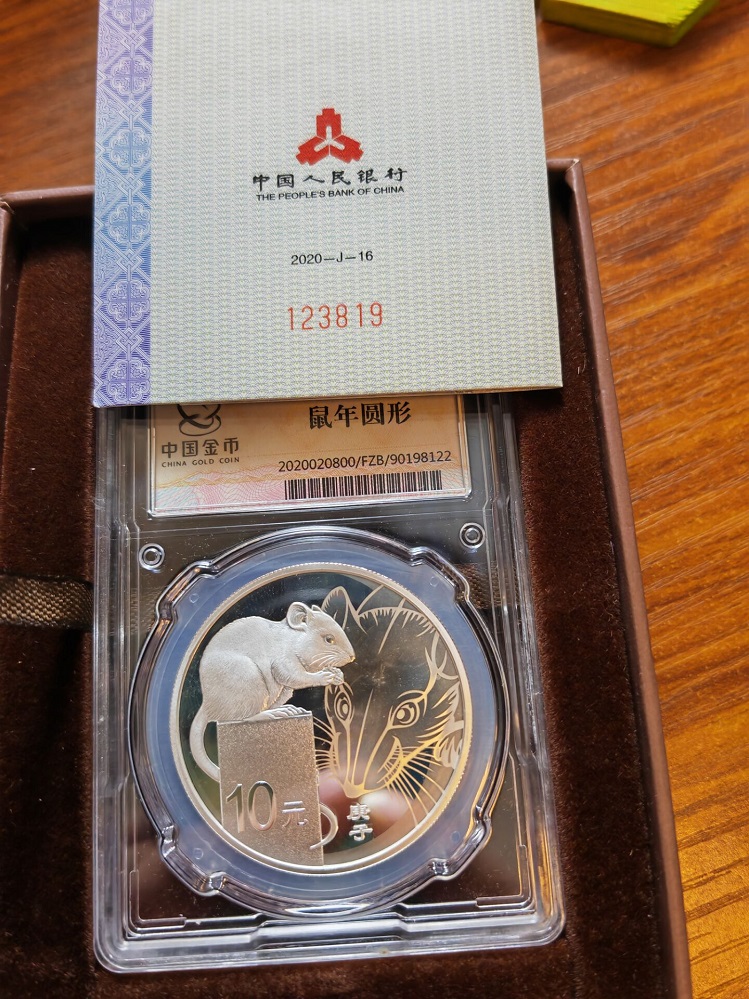 中国人民银行
THE PEOPLE'S BANK OF CHINA
2020—J—16
123819
鼠年圆形
中国金币
CHINA GOLD COIN
2020020800/FZB/90198122
10元
庚子